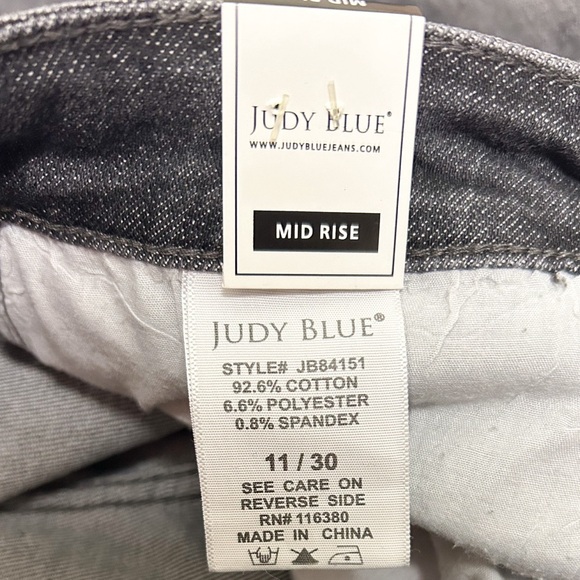 JUDY BLUE®
WWW.JUDYBLUEJEANS.COM
MID RISE
JUDY BLUE®
STYLE# JB84151
92.6% COTTON
6.6% POLYESTER
0.8% SPANDEX
11 / 30
SEE CARE ON
REVERSE SIDE
RN# 116380
MADE IN CHINA